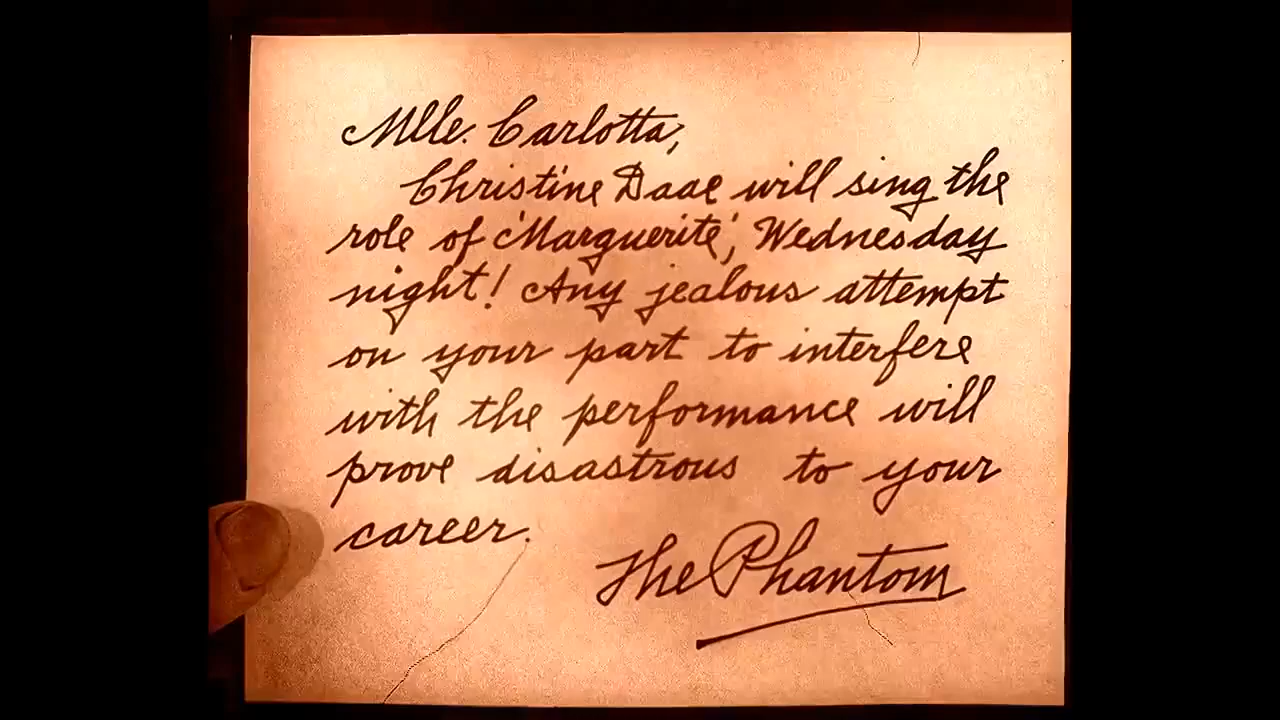 Mlle. Carlotta,
Christine Daae will sing the
role of 'Marguerite', Wednesday
night! Any jealous attempt
on your part to interfere
with the performance will
prove disastrous to your
career.
The Phantom